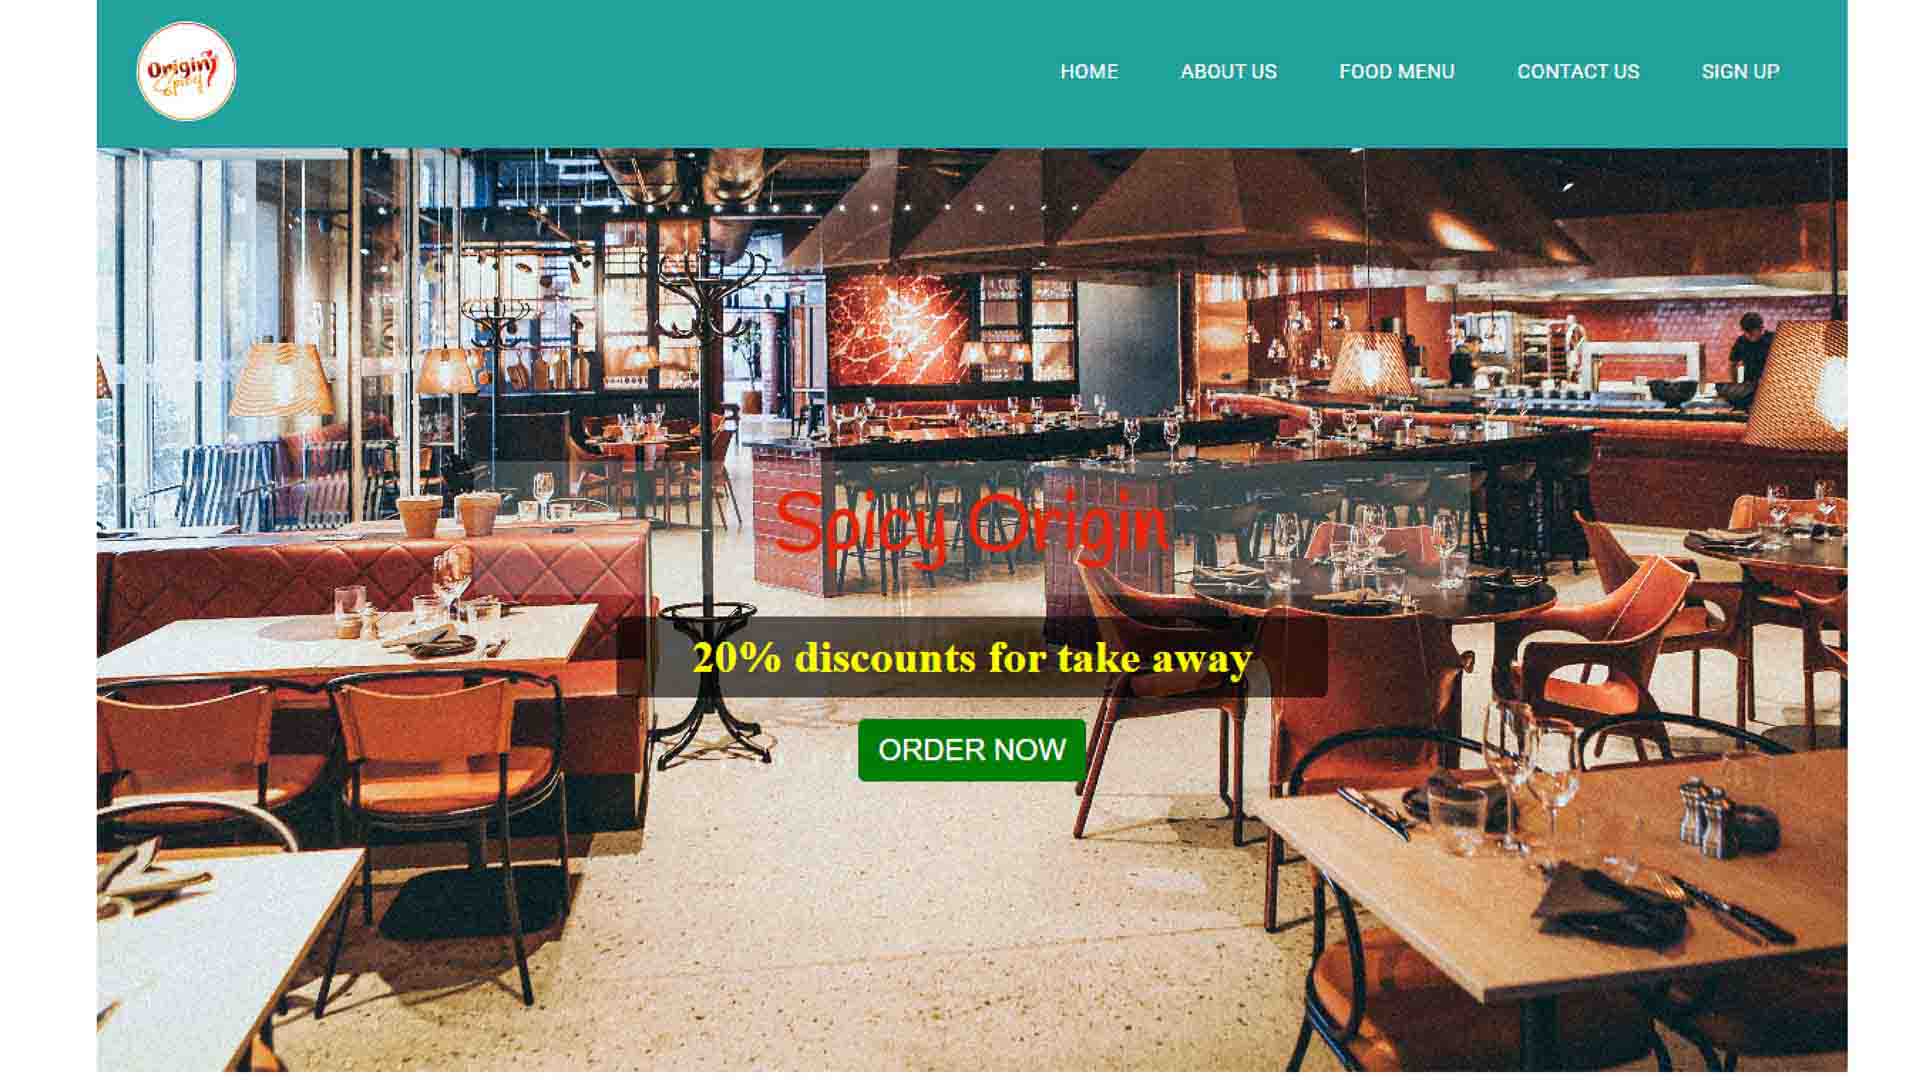 Origin
Spicy
HOME
ABOUT US
FOOD MENU
CONTACT US
SIGN UP
Spicy Origin
20% discounts for take away
ORDER NOW